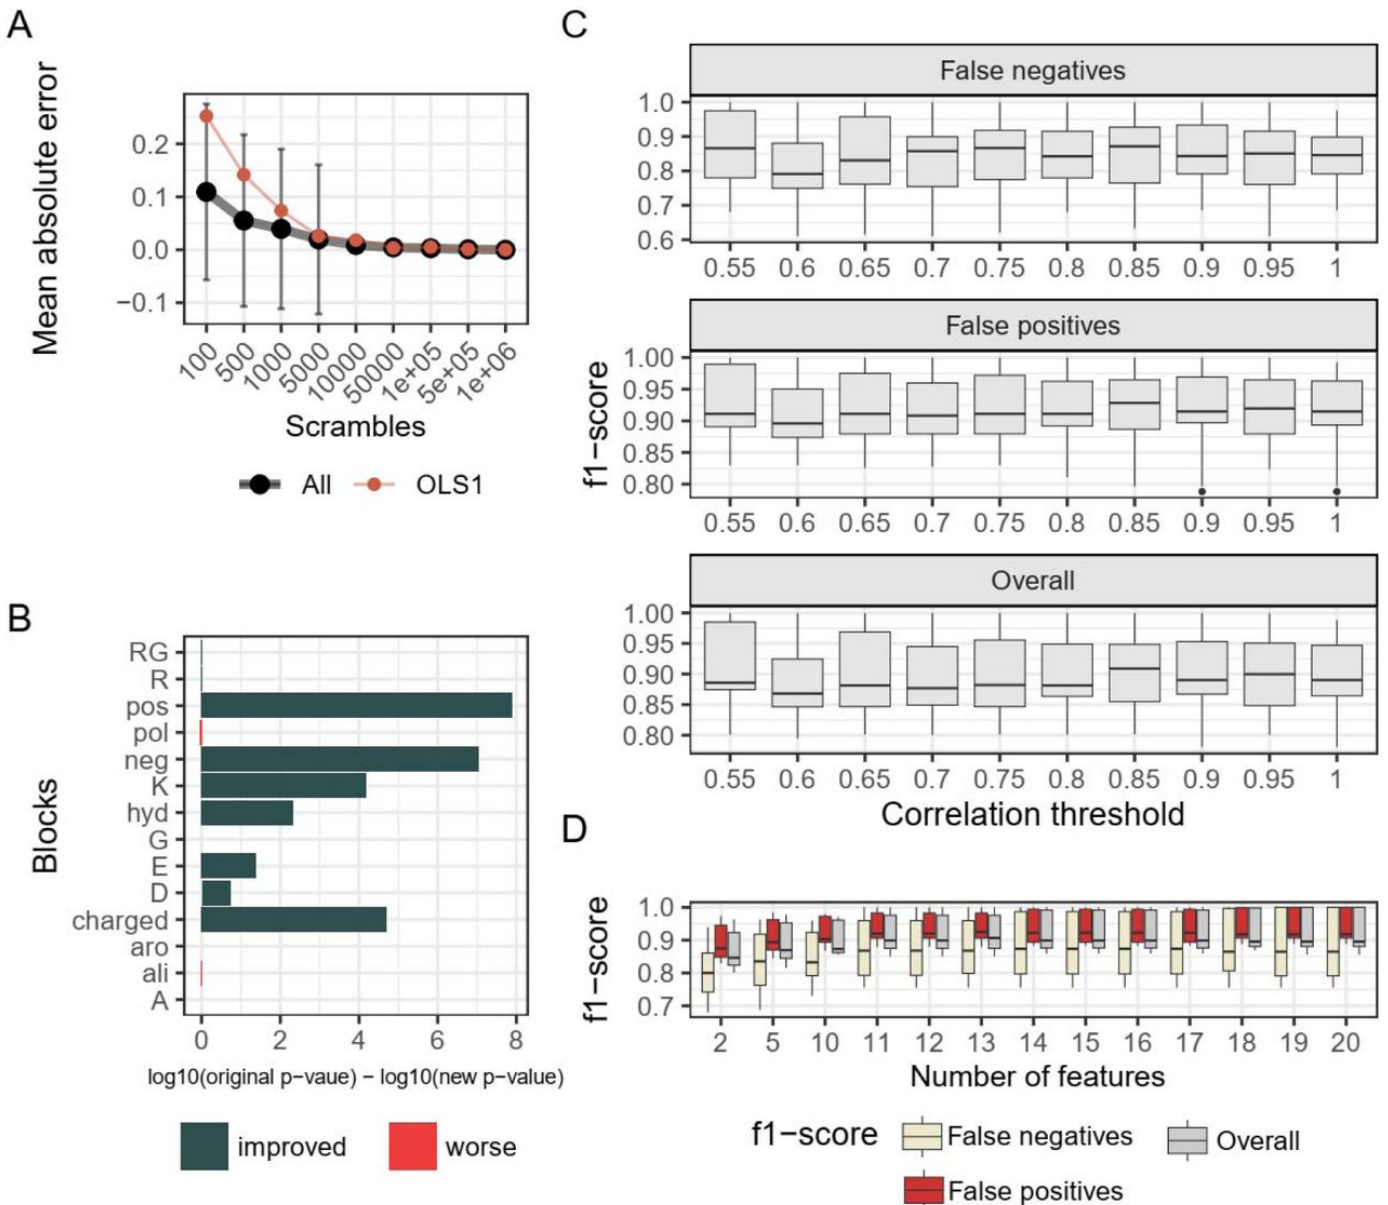 A
Mean absolute error
0.2
0.1
0.0
−0.1
100
500
1000
5000
10000
50000
1e+05
5e+05
1e+06
Scrambles
All OLS1
B
Blocks
RG
R
pos
pol
neg
K
hyd
G
E
D
charged
aro
ali
A
0 2 4 6 8
log10(original p−vaue) − log10(new p−value)
improved worse
C
False negatives
1.0
0.9
0.8
0.7
0.6
0.55 0.6 0.65 0.7 0.75 0.8 0.85 0.9 0.95 1
False positives
f1−score
1.00
0.95
0.90
0.85
0.80
0.55 0.6 0.65 0.7 0.75 0.8 0.85 0.9 0.95 1
Overall
1.00
0.95
0.90
0.85
0.80
0.55 0.6 0.65 0.7 0.75 0.8 0.85 0.9 0.95 1
Correlation threshold
D
f1−score
1.0
0.9
0.8
0.7
2 5 10 11 12 13 14 15 16 17 18 19 20
Number of features
f1−score False negatives Overall
False positives